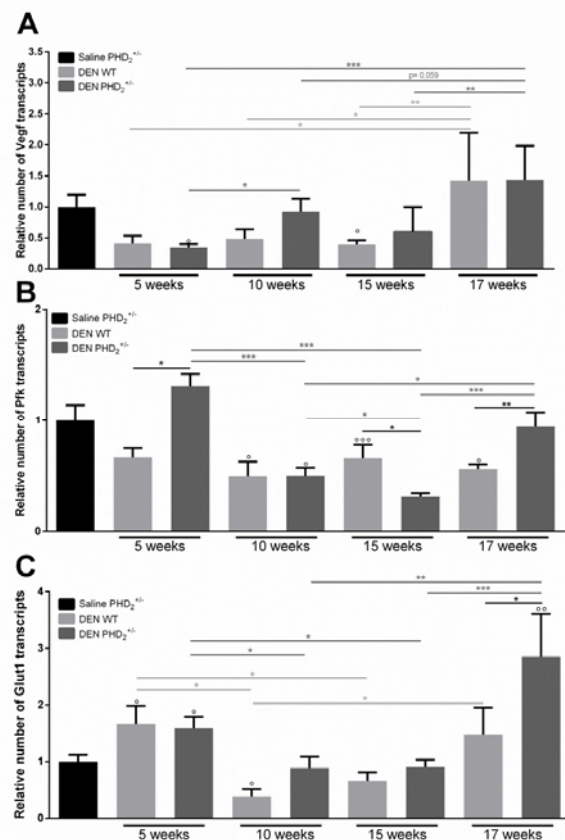 A
Relative number of Vegf transcripts
3.5
3.0
2.5
2.0
1.5
1.0
0.5
0.0
Saline PHD2+/-
DEN WT
DEN PHD2+/-
***
p= 0,059
**
**
*
*
*
°
°
5 weeks
10 weeks
15 weeks
17 weeks
B
Relative number of Pfk transcripts
2
1
0
Saline PHD2+/-
DEN WT
DEN PHD2+/-
***
*
***
*
***
*
**
*
°
°
°°°
°
5 weeks
10 weeks
15 weeks
17 weeks
C
Relative number of Glut1 transcripts
4
3
2
1
0
Saline PHD2+/-
DEN WT
DEN PHD2+/-
**
***
*
°°
*
*
*
*
*
°
°
°
5 weeks
10 weeks
15 weeks
17 weeks